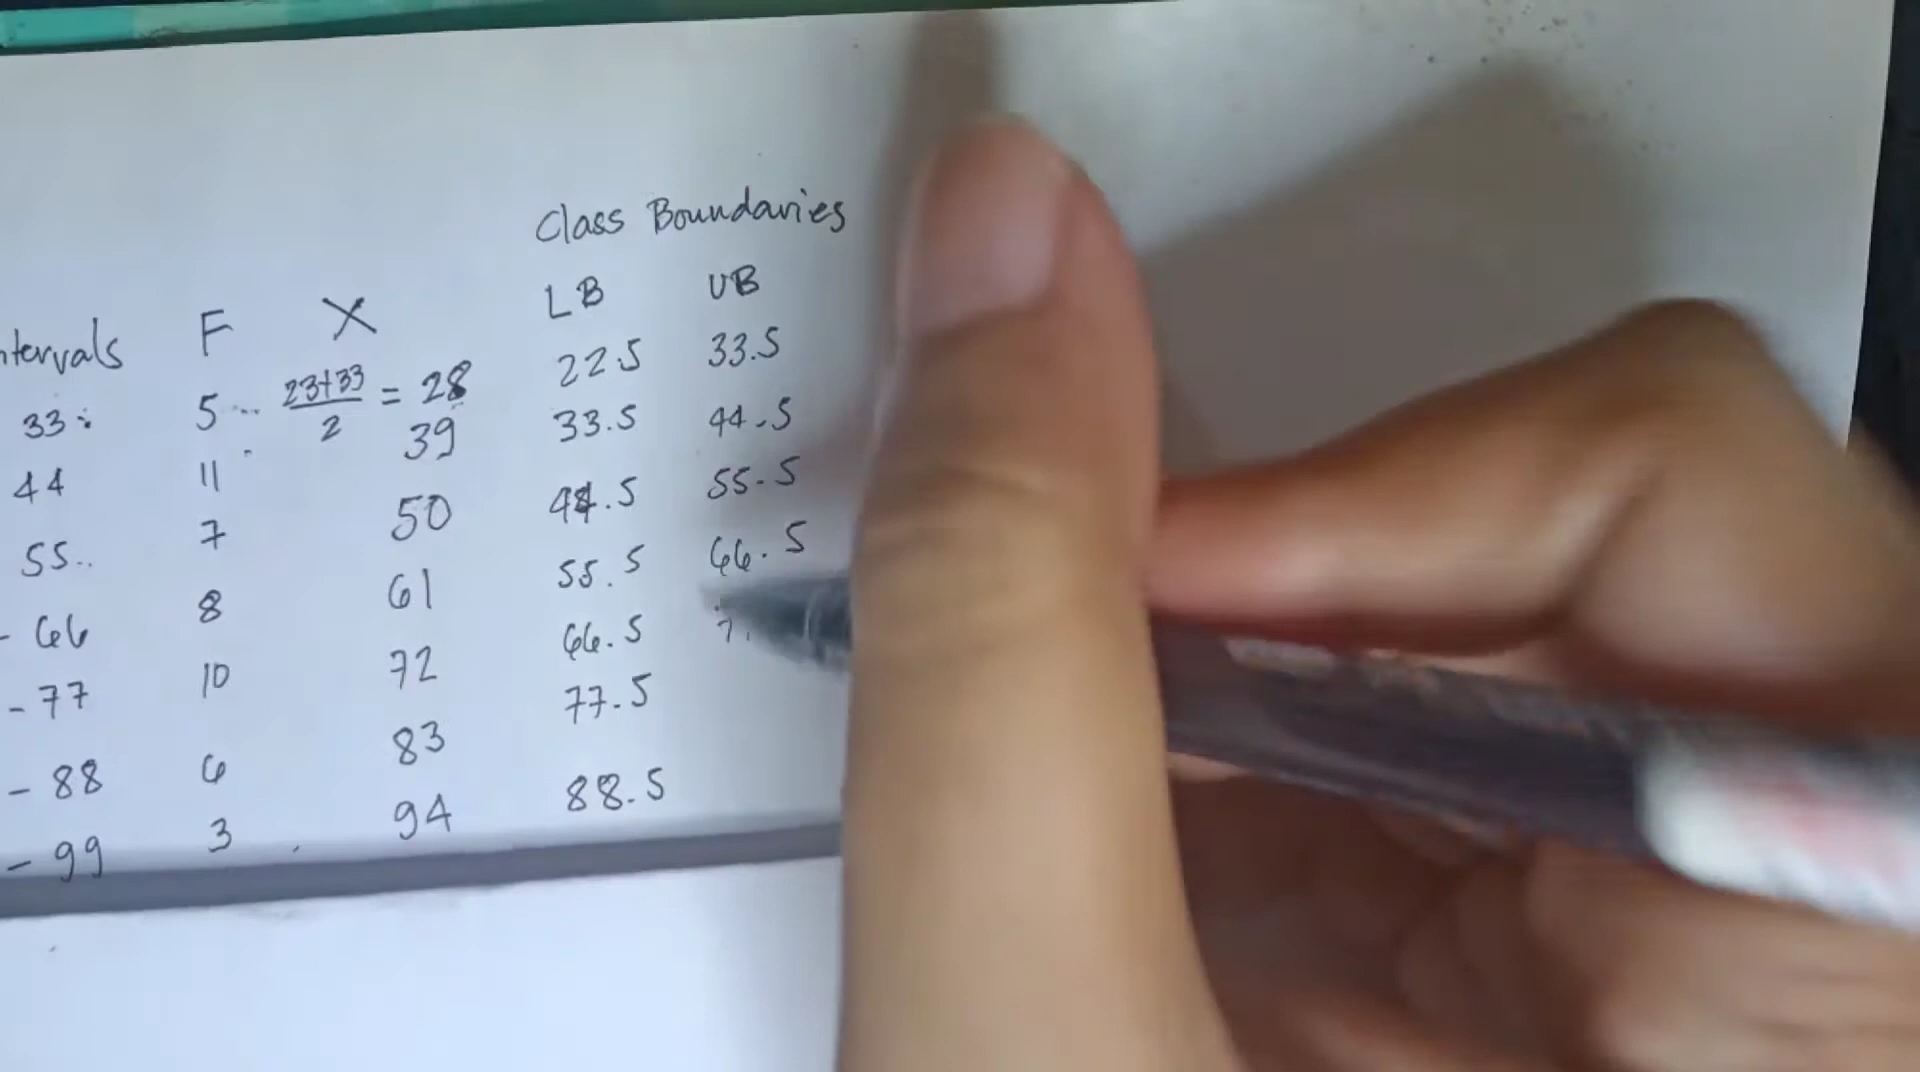 Class Boundaries
ntervals F X LB UB
33 5 23+33/2 = 28 22.5 33.5
44 11 39 33.5 44.5
55 7 50 44.5 55.5
- 66 8 61 55.5 66.5
- 77 10 72 66.5 7
- 88 6 83 77.5
- 99 3 94 88.5